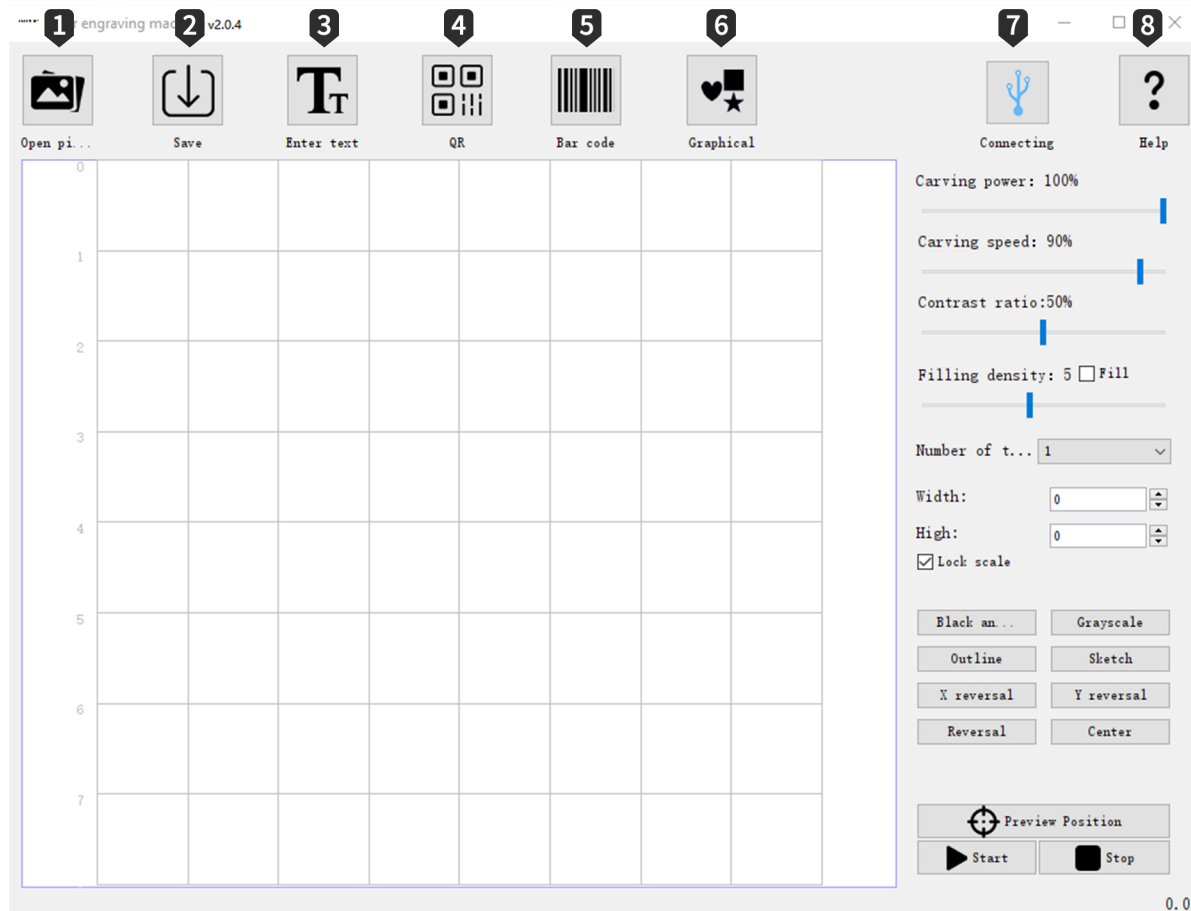 1 2 3 4 5 6 7 8
engraving v2.0.4
Open pi... Save Enter text QR Bar code Graphical Connecting Help
0
1
2
3
4
5
6
7
Carving power: 100%
Carving speed: 90%
Contrast ratio:50%
Filling density: 5 Fill
Number of t... 1
Width: 0
High: 0
Lock scale
Black an... Grayscale
Outline Sketch
X reversal Y reversal
Reversal Center
Preview Position
Start Stop
0.0